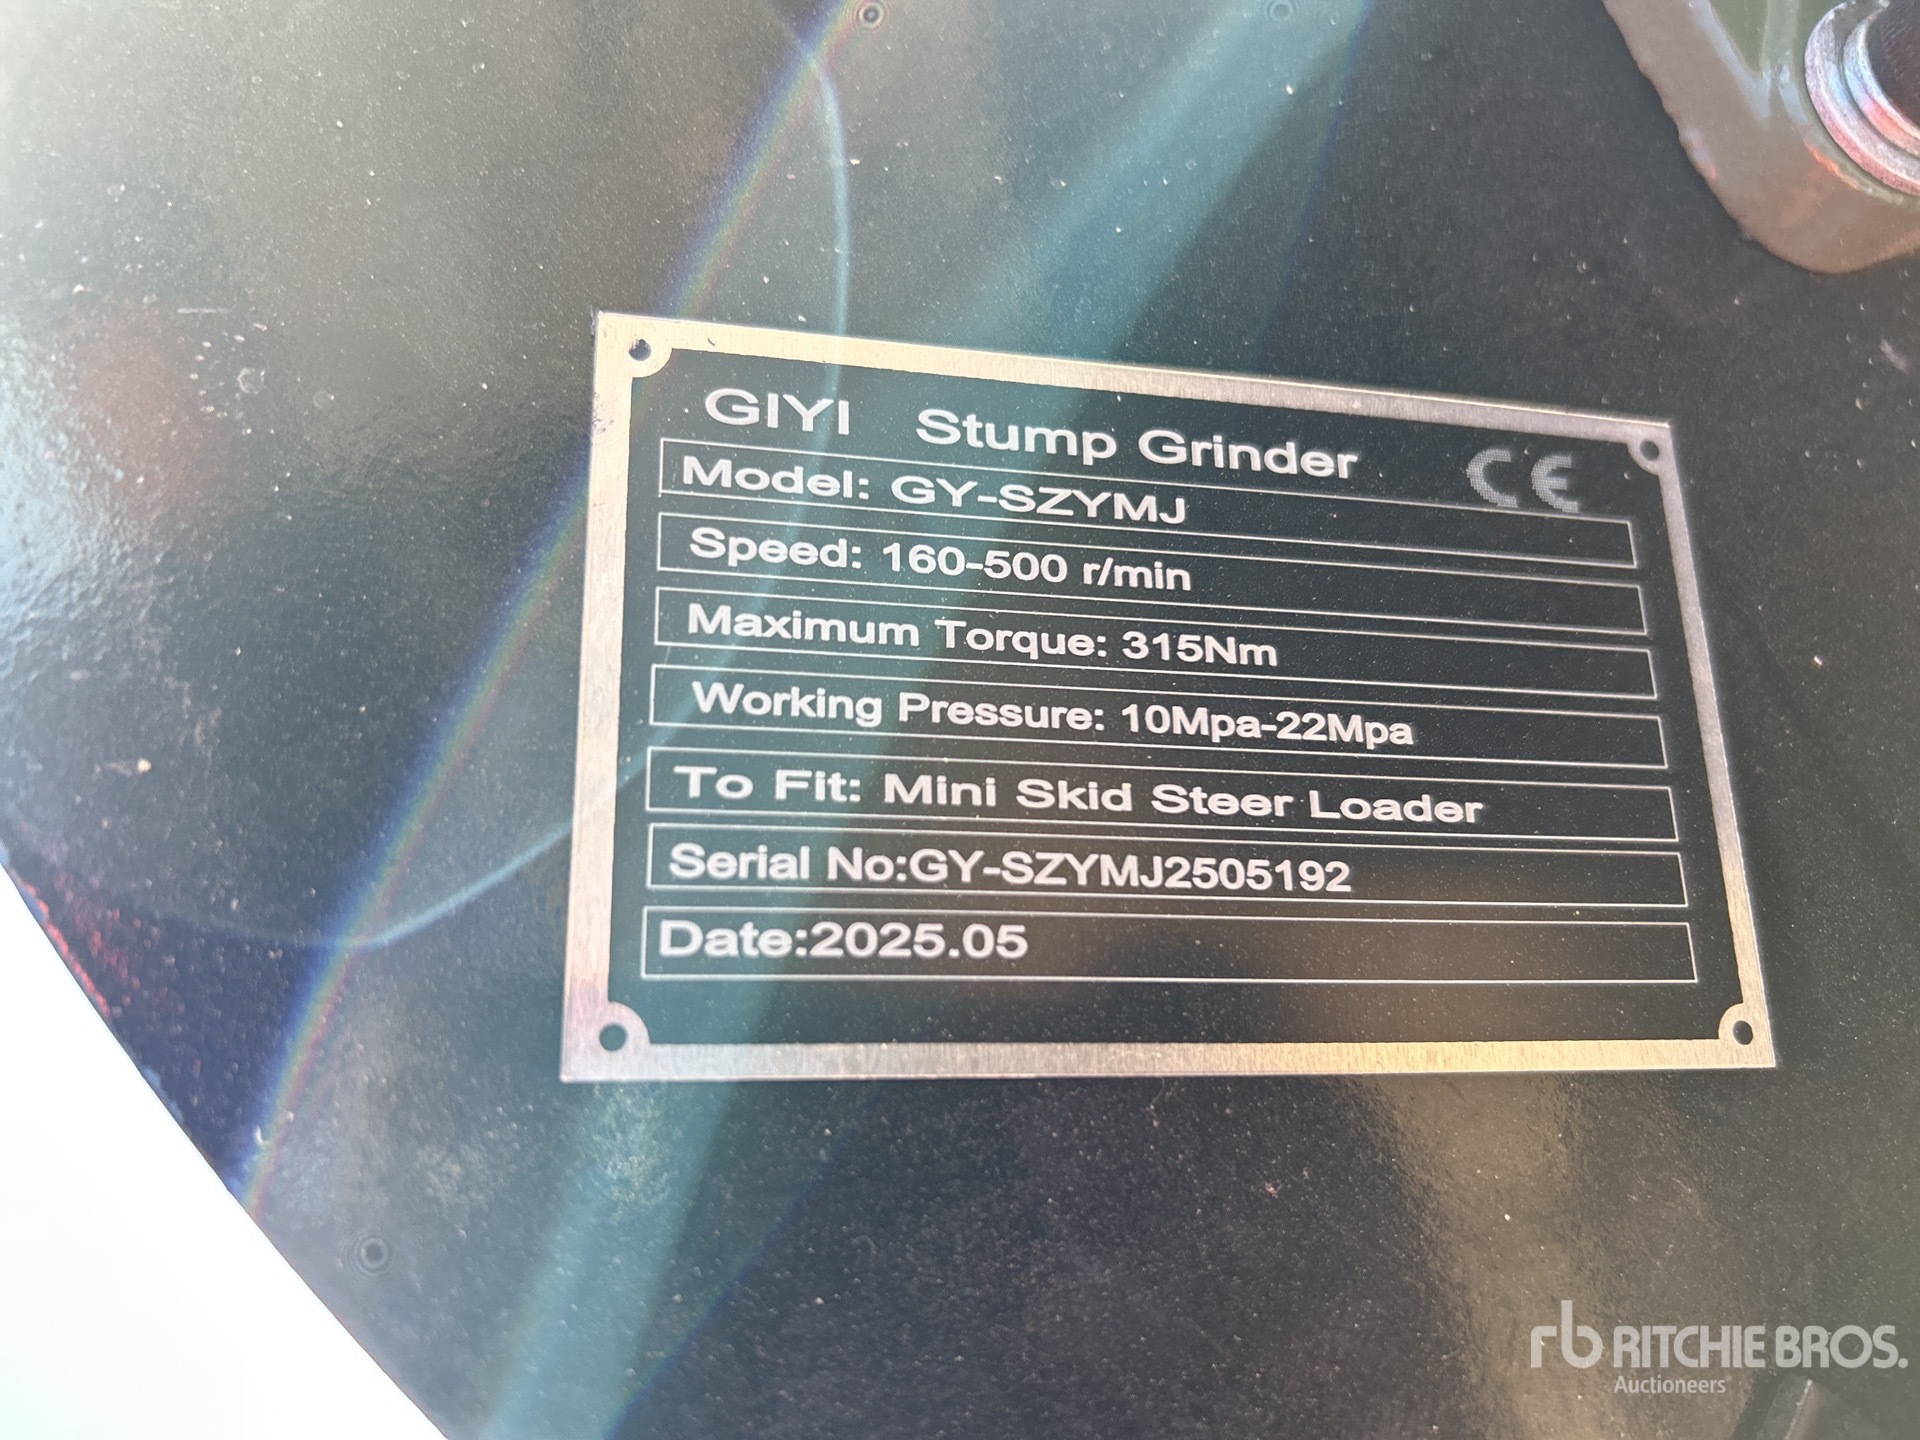 GIYI Stump Grinder
CE
Model: GY-SZYMJ
Speed: 160-500 r/min
Maximum Torque: 315Nm
Working Pressure: 10Mpa-22Mpa
To Fit: Mini Skid Steer Loader
Serial No:GY-SZYMJ2505192
Date:2025.05
rb RITCHIE BROS.
Auctioneers